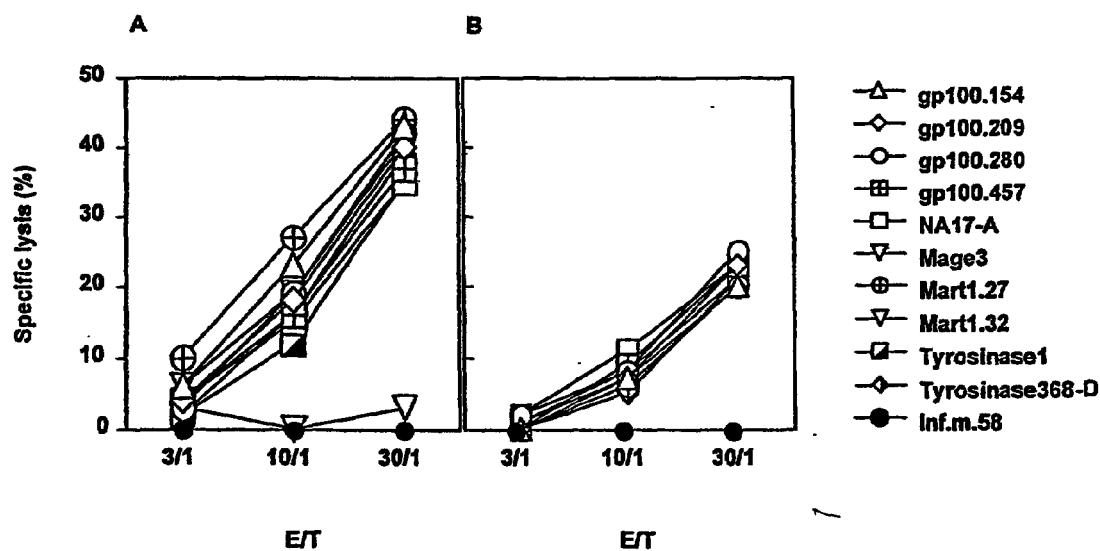 A
B
Specific lysis (%)
50
40
30
20
10
0
3/1
10/1
30/1
3/1
10/1
30/1
E/T
E/T
gp100.154
gp100.209
gp100.280
gp100.457
NA17-A
Mage3
Mart1.27
Mart1.32
Tyrosinase1
Tyrosinase368-D
Inf.m.58